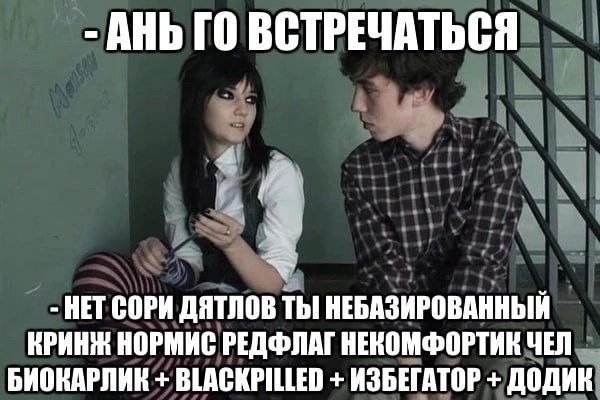 - АНЬ ГО ВСТРЕЧАТЬСЯ
- НЕТ СОРИ ДЯТЛОВ ТЫ НЕБАЗИРОВАННЫЙ
КРИНЖ НОРМИС РЕДФЛАГ НЕКОМФОРТИК ЧЕЛ
БИОКАРЛИК + BLACKPILLED + ИЗБЕГАТОР + ДОДИК